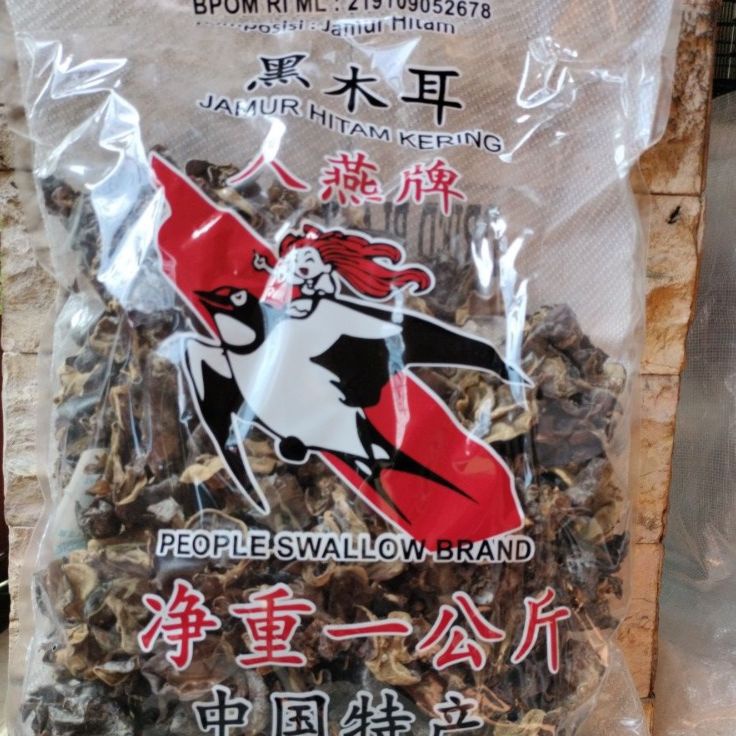 BPOM RI ML : 219109052678
Komposisi : Jamur Hitam
黑木耳
JAMUR HITAM KERING
人燕牌
PEOPLE SWALLOW BRAND
净重一公斤
中国特产